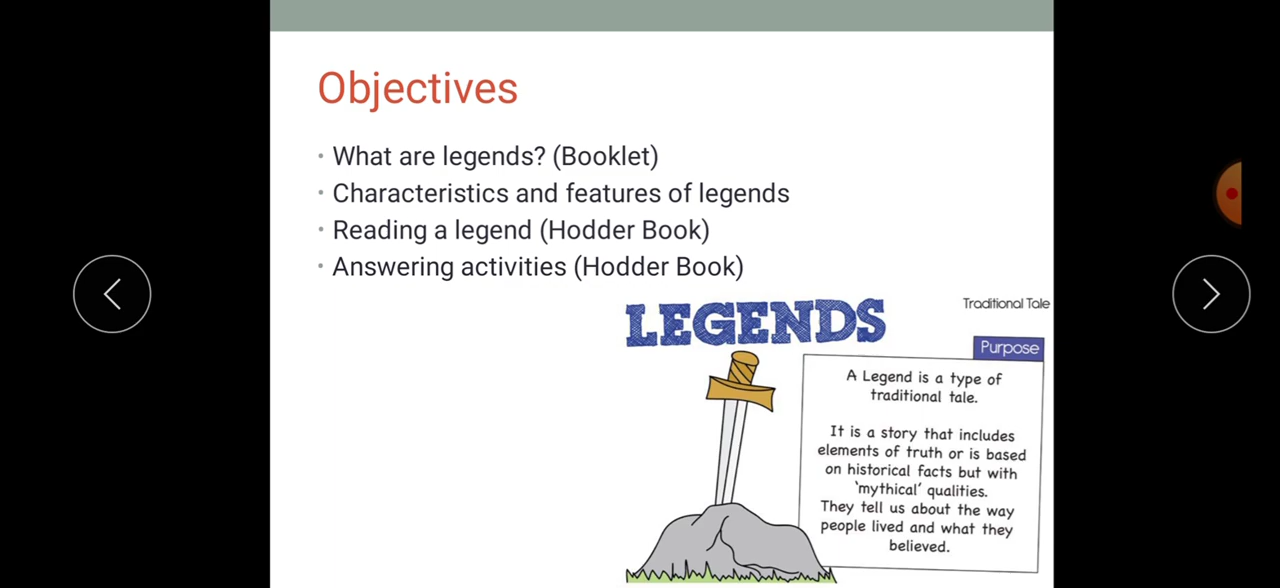 Objectives
• What are legends? (Booklet)
• Characteristics and features of legends
• Reading a legend (Hodder Book)
• Answering activities (Hodder Book)
LEGENDS
Traditional Tale
Purpose
A Legend is a type of
traditional tale.
It is a story that includes
elements of truth or is based
on historical facts but with
'mythical' qualities.
They tell us about the way
people lived and what they
believed.